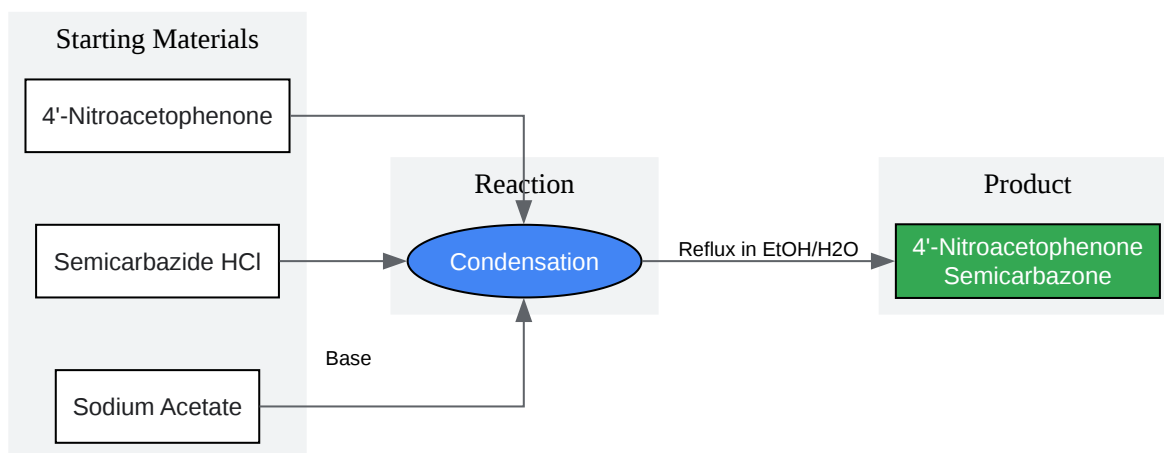 Starting Materials
4'-Nitroacetophenone
Reaction
Product
Semicarbazide HCl
Condensation
Reflux in EtOH/H2O
4'-Nitroacetophenone
Semicarbazone
Base
Sodium Acetate